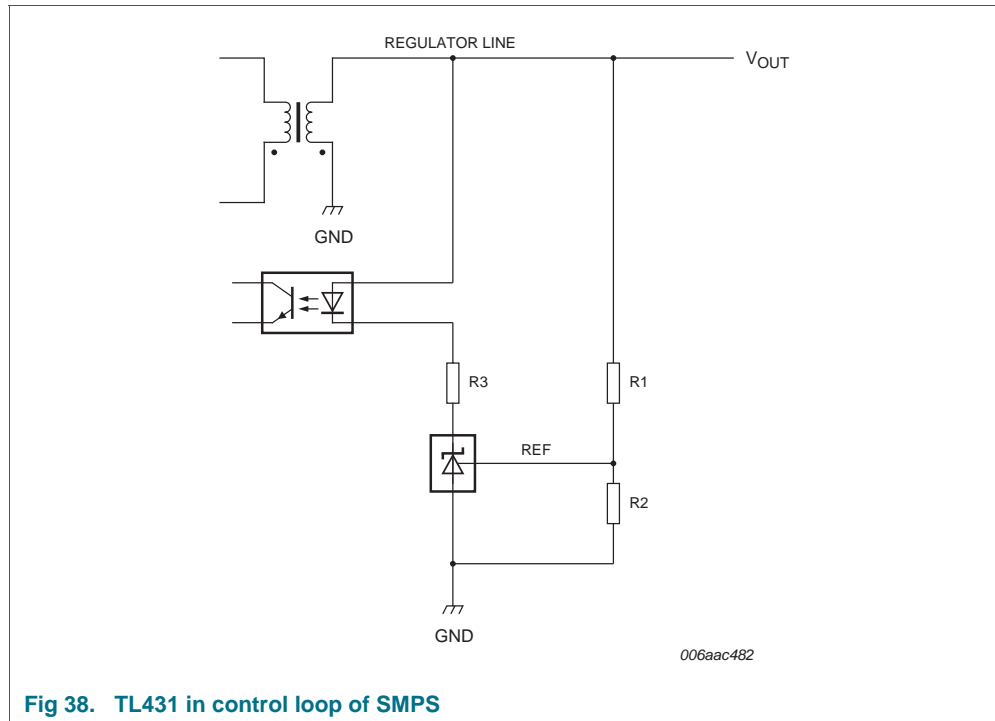 REGULATOR LINE
VOUT
GND
R3
R1
REF
R2
GND
006aac482
Fig 38. TL431 in control loop of SMPS